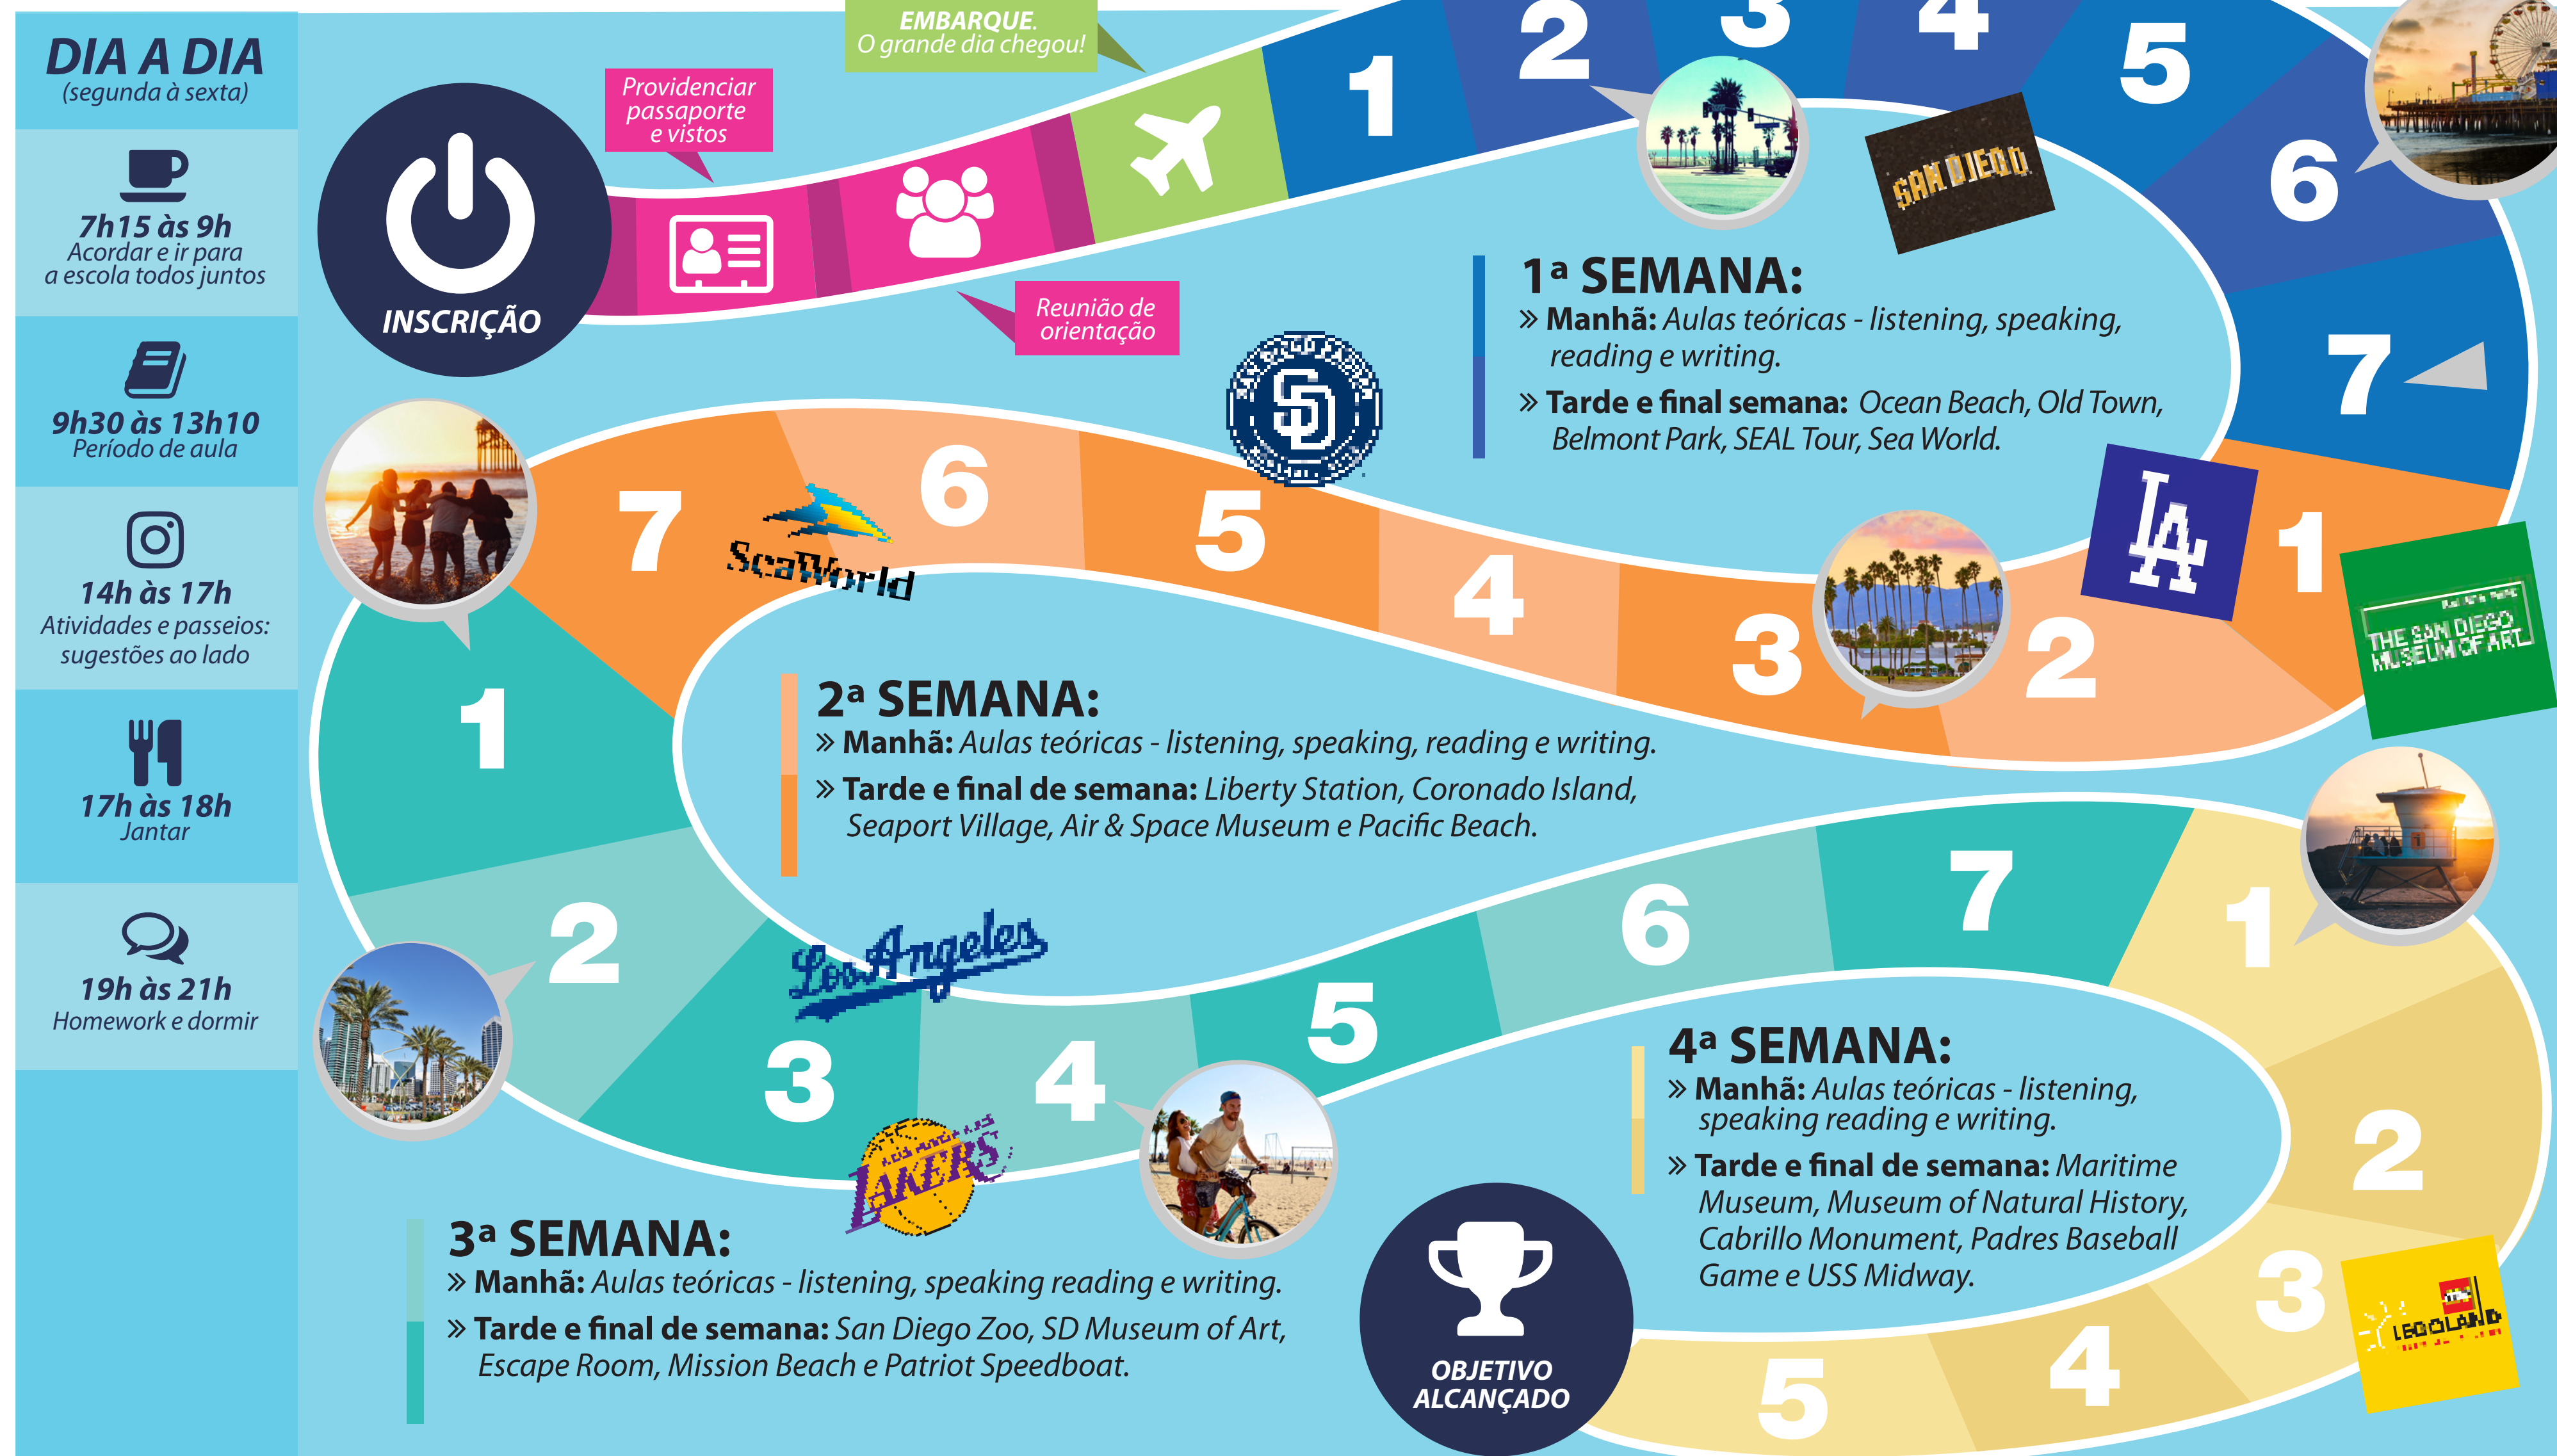 DIA A DIA
(segunda à sexta)
7h15 às 9h
Acordar e ir para
a escola todos juntos
9h30 às 13h10
Período de aula
14h às 17h
Atividades e passeios:
sugestões ao lado
17h às 18h
Jantar
19h às 21h
Homework e dormir
INSCRIÇÃO
Providenciar
passaporte
e vistos
Reunião de
orientação
EMBARQUE.
O grande dia chegou!
1
2
3
4
5
6
7
SAN DIEGO
1ª SEMANA:
» Manhã: Aulas teóricas - listening, speaking,
reading e writing.
» Tarde e final semana: Ocean Beach, Old Town,
Belmont Park, SEAL Tour, Sea World.
SD
LA
1
2
3
4
5
6
7
THE SAN DIEGO
MUSEUM OF ART
SeaWorld
2ª SEMANA:
» Manhã: Aulas teóricas - listening, speaking, reading e writing.
» Tarde e final de semana: Liberty Station, Coronado Island,
Seaport Village, Air & Space Museum e Pacific Beach.
1
2
3
4
5
6
7
Los Angeles
LAKERS
3ª SEMANA:
» Manhã: Aulas teóricas - listening, speaking reading e writing.
» Tarde e final de semana: San Diego Zoo, SD Museum of Art,
Escape Room, Mission Beach e Patriot Speedboat.
1
2
3
4
5
LEGOLAND
4ª SEMANA:
» Manhã: Aulas teóricas - listening,
speaking reading e writing.
» Tarde e final de semana: Maritime
Museum, Museum of Natural History,
Cabrillo Monument, Padres Baseball
Game e USS Midway.
OBJETIVO
ALCANÇADO